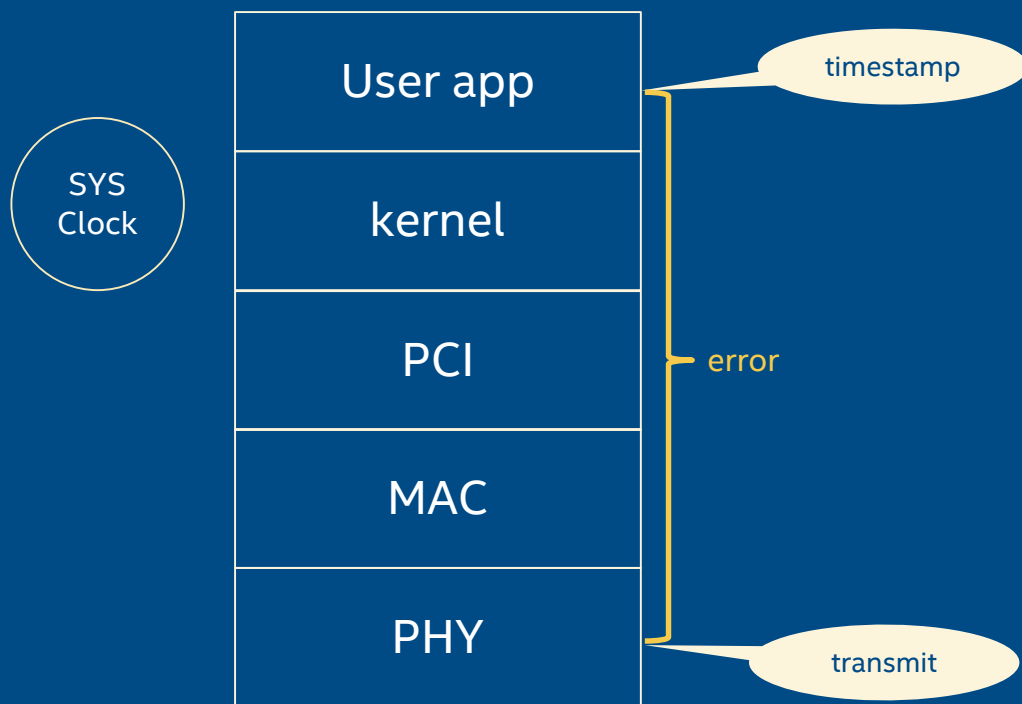 User app
timestamp
SYS
Clock
kernel
PCI
error
MAC
PHY
transmit